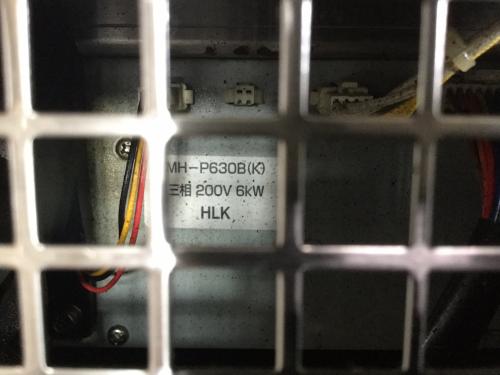 MH-P630B(K)
三相 200V 6kW
HLK